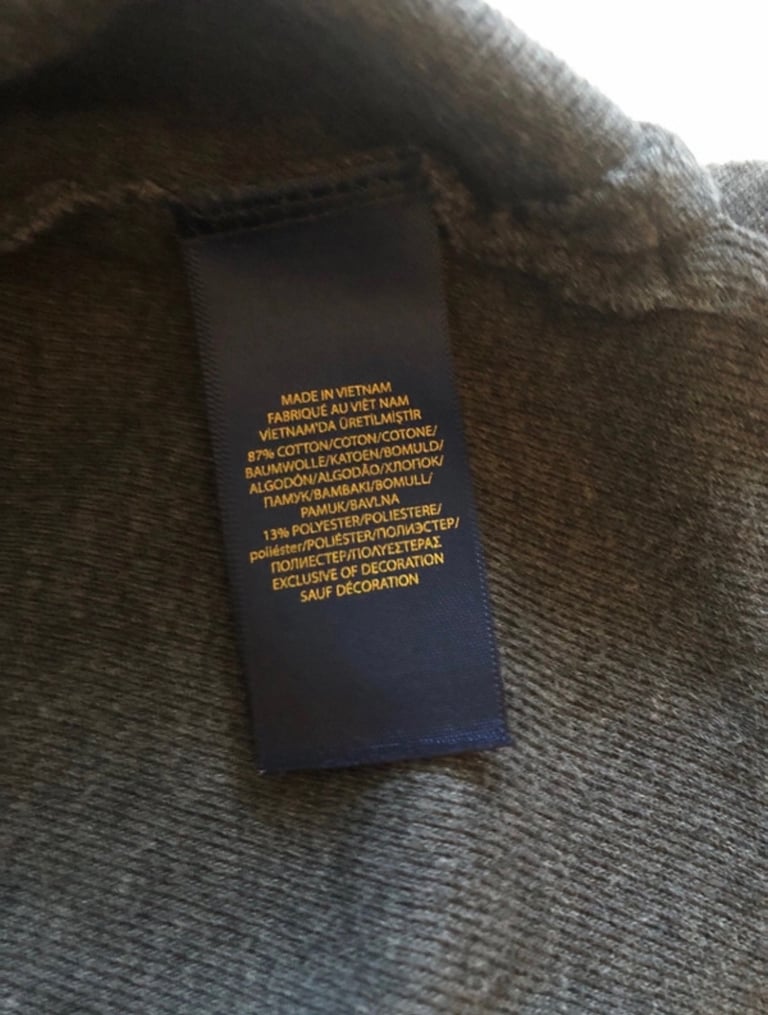 MADE IN VIETNAM
FABRIQUÉ AU VIÊT NAM
VİETNAM'DA ÜRETİLMİŞTİR
87% COTTON/COTON/COTONE/
BAUMWOLLE/KATOEN/BOMULD/
ALGODÓN/ALGODÃO/ХЛОПОК/
ПАМУК/ΒΑΜΒΑΚΙ/BOMULL/
PAMUK/BAVLNA
13% POLYESTER/POLIESTERE/
poliéster/POLIÉSTER/ПОЛИЭСТЕР/
ПОЛИЕСТЕР/ΠΟΛΥΕΣΤΕΡΑΣ
EXCLUSIVE OF DECORATION
SAUF DÉCORATION